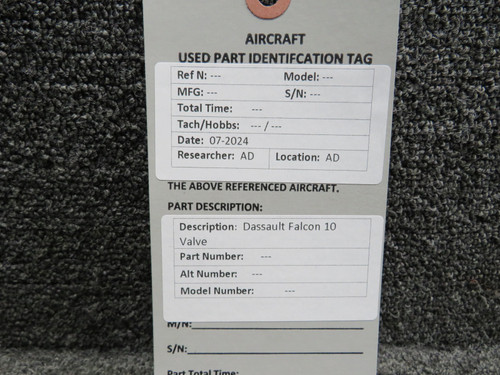 AIRCRAFT
USED PART IDENTIFCATION TAG
Ref N: --- Model: ---
MFG: --- S/N: ---
Total Time: ---
Tach/Hobbs: --- / ---
Date: 07-2024
Researcher: AD Location: AD
THE ABOVE REFERENCED AIRCRAFT.
PART DESCRIPTION:
Description: Dassault Falcon 10
Valve
Part Number: ---
Alt Number: ---
Model Number: ---
M/N:
S/N:
Part Total Time: